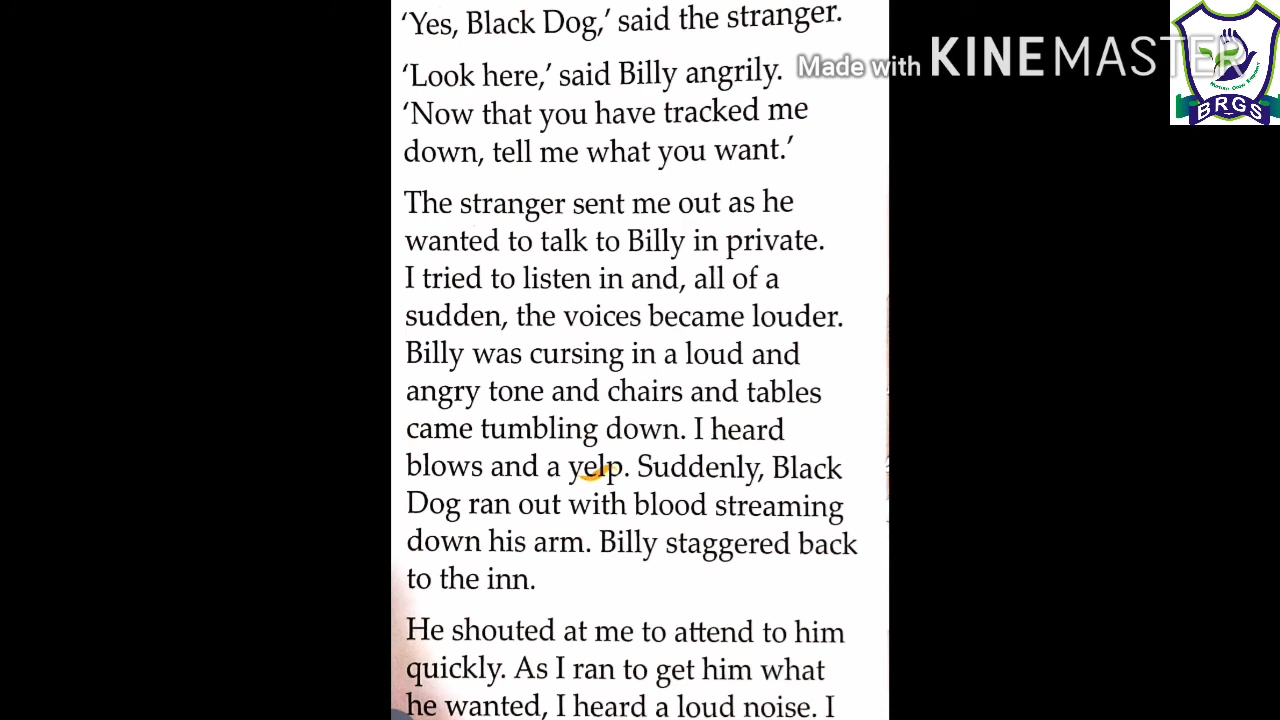 ‘Yes, Black Dog,’ said the stranger.
‘Look here,’ said Billy angrily.
‘Now that you have tracked me
down, tell me what you want.’
The stranger sent me out as he
wanted to talk to Billy in private.
I tried to listen in and, all of a
sudden, the voices became louder.
Billy was cursing in a loud and
angry tone and chairs and tables
came tumbling down. I heard
blows and a yelp. Suddenly, Black
Dog ran out with blood streaming
down his arm. Billy staggered back
to the inn.
He shouted at me to attend to him
quickly. As I ran to get him what
he wanted, I heard a loud noise. I
Made with KINEMASTER
BRGS